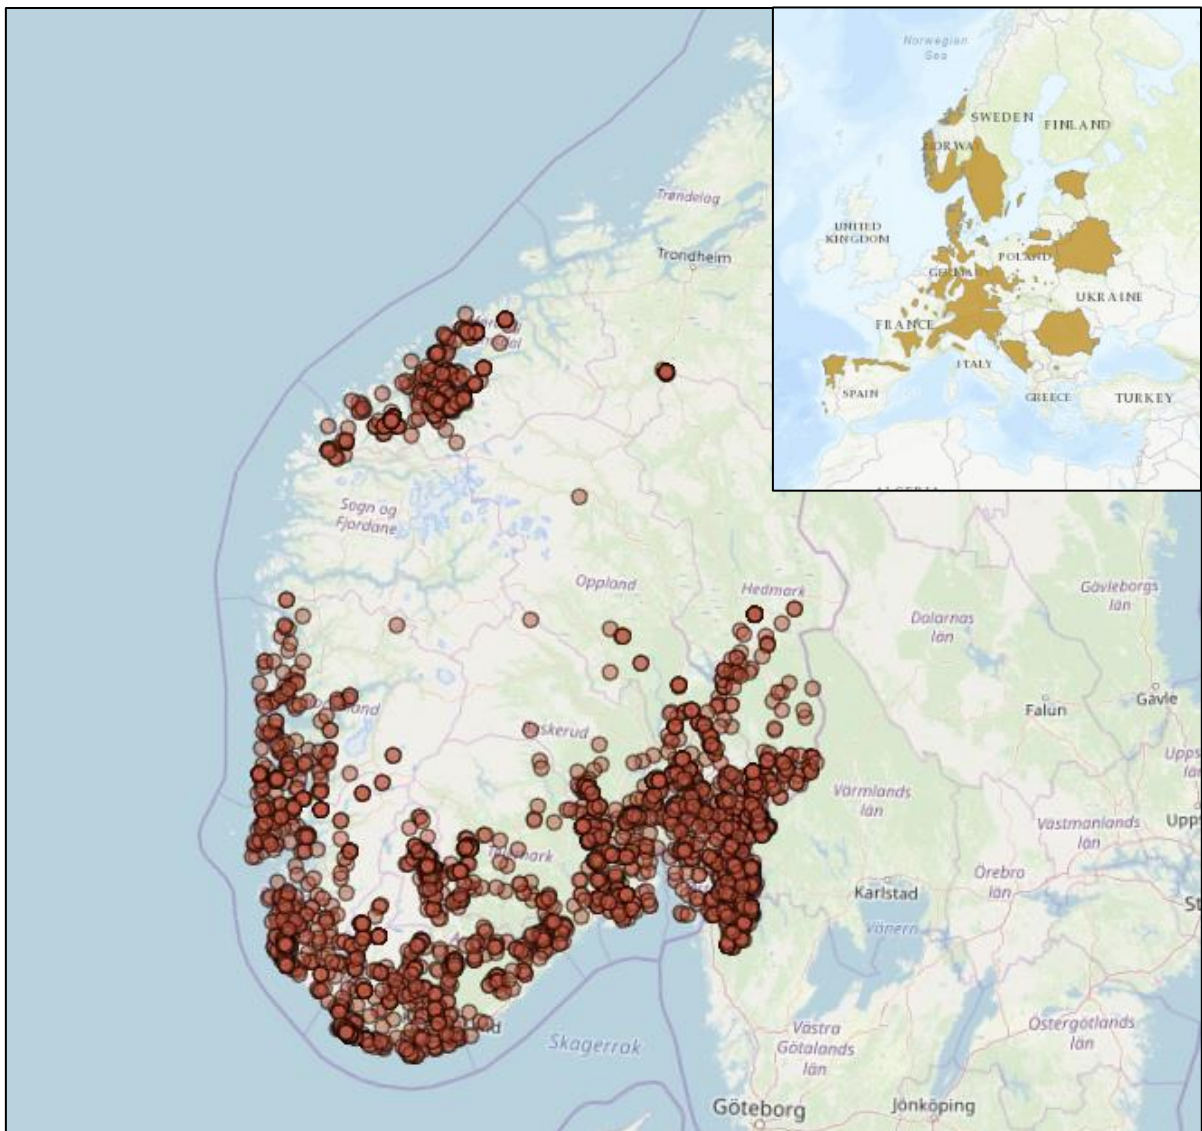 Norwegian
Sea
SWEDEN
FINLAND
UNITED
KINGDOM
POLAND
UKRAINE
FRANCE
ITALY
SPAIN
GREECE
TURKEY
Trøndelag
Trondheim
Sogn og
Fjordane
Oppland
Hedmark
Gävleborgs
län
Dalarnas
län
Falun
Gävle
Värmlands
län
Västmanlands
län
Örebro
län
Karlstad
Vänern
Skagerrak
Västra
Götalands
län
Östergötlands
län
Göteborg
Jönköping